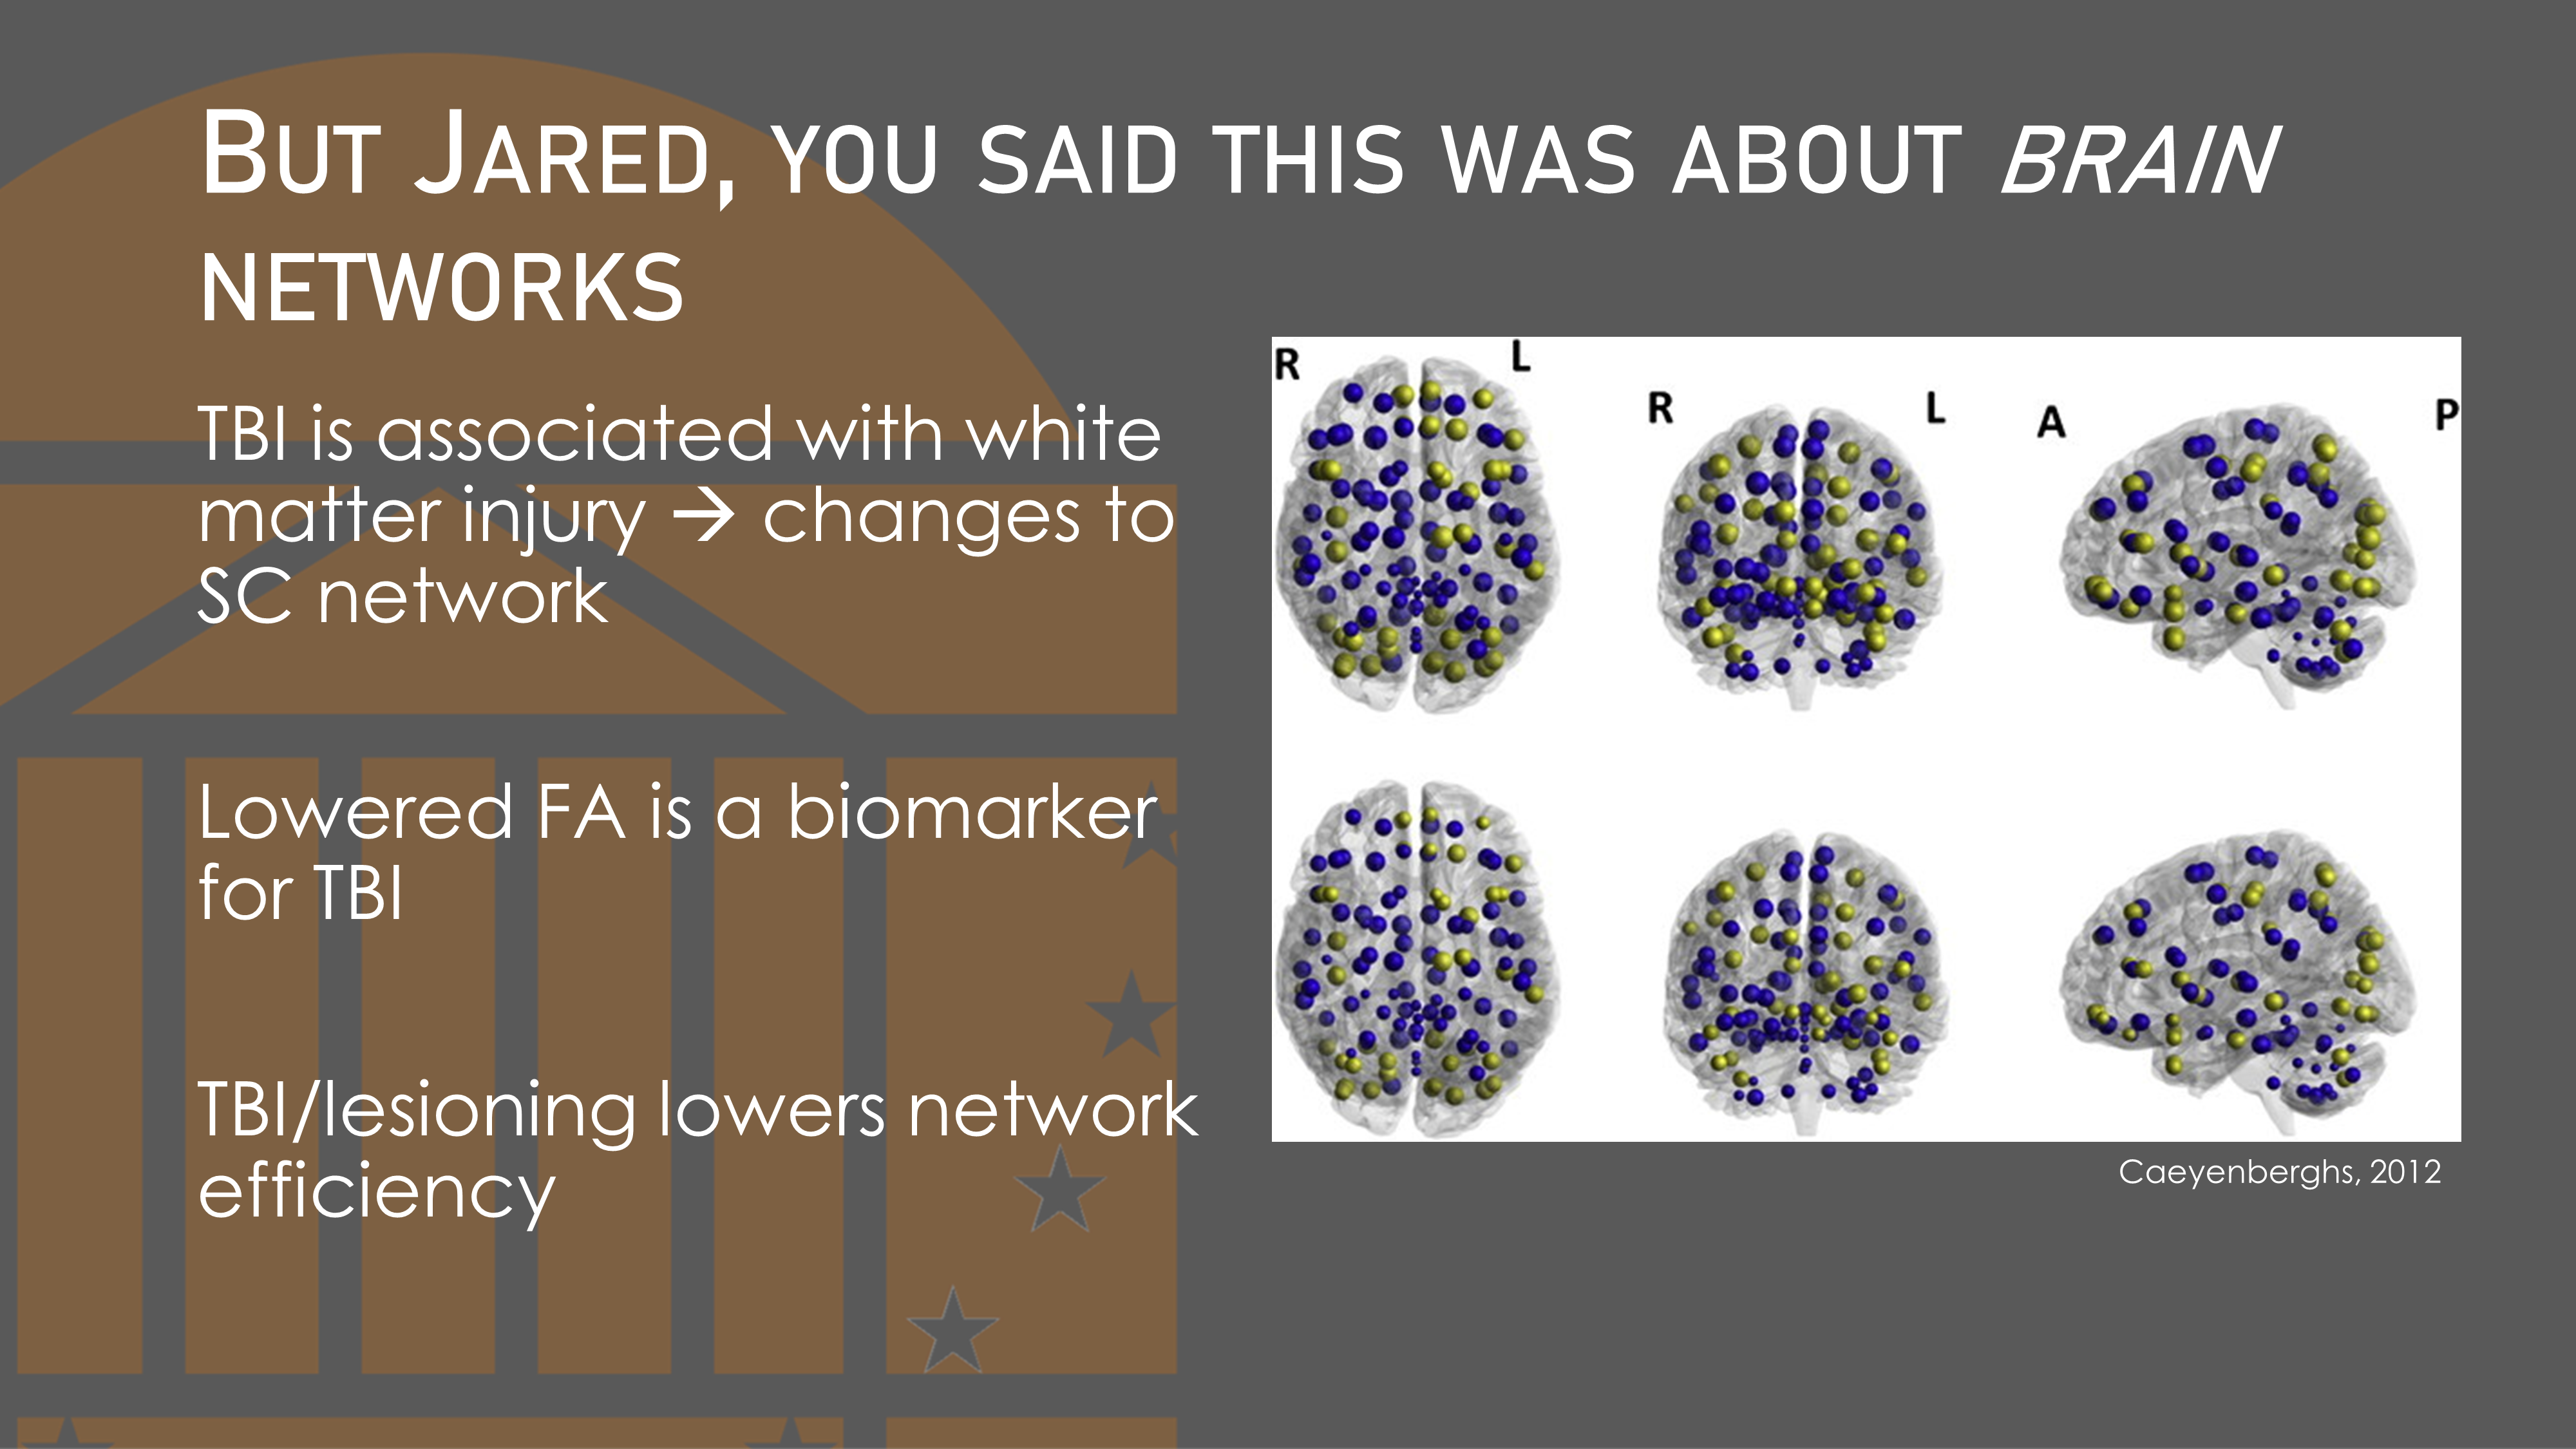 But Jared, you said this was about brain
networks
TBI is associated with white
matter injury → changes to
SC network
Lowered FA is a biomarker
for TBI
TBI/lesioning lowers network
efficiency
R L
R L
A P
Caeyenberghs, 2012